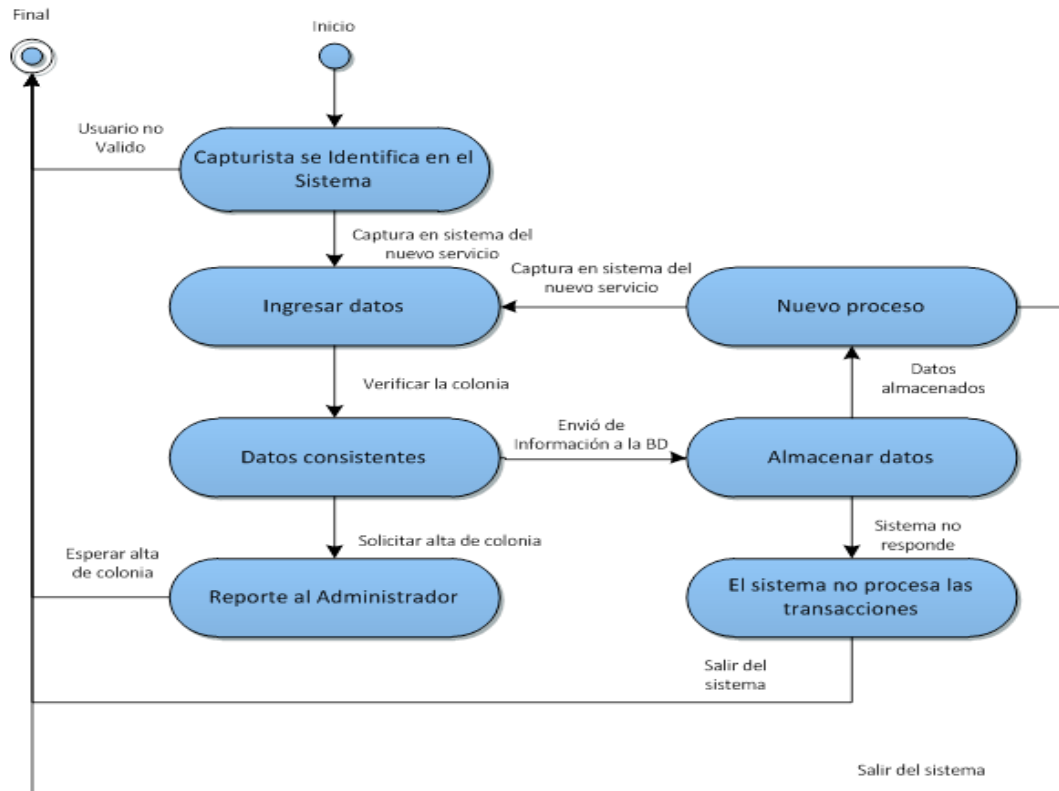 Final
Inicio
Usuario no
Valido
Capturista se Identifica en el
Sistema
Captura en sistema del
nuevo servicio
Captura en sistema del
nuevo servicio
Ingresar datos
Nuevo proceso
Verificar la colonia
Datos
almacenados
Envió de
Información a la BD
Datos consistentes
Almacenar datos
Solicitar alta de colonia
Sistema no
responde
Esperar alta
de colonia
Reporte al Administrador
El sistema no procesa las
transacciones
Salir del
sistema
Salir del sistema